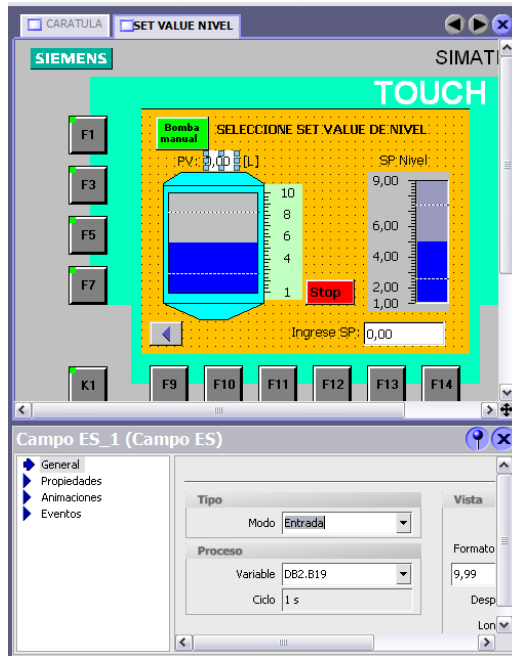 CARATULA
SET VALUE NIVEL
SIEMENS
SIMATI
TOUCH
F1
F3
F5
F7
K1
Bomba manual
SELECCIONE SET VALUE DE NIVEL
PV: 0,00 [L]
10
8
6
4
1
SP Nivel
9,00
6,00
4,00
2,00
1,00
Stop
Ingrese SP: 0,00
F9
F10
F11
F12
F13
F14
Campo ES_1 (Campo ES)
General
Propiedades
Animaciones
Eventos
Tipo
Modo Entrada
Proceso
Variable DB2.B19
Ciclo 1 s
Vista
Formato
9,99
Desp
Lon